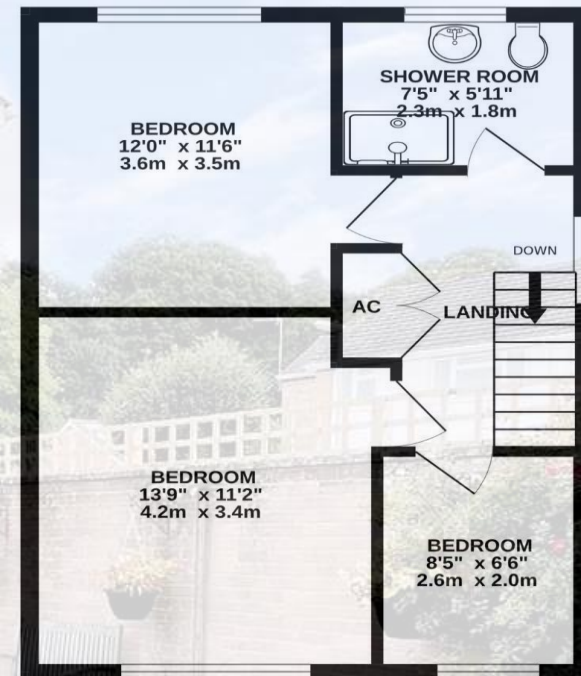 SHOWER ROOM
7'5" x 5'11"
2.3m x 1.8m
BEDROOM
12'0" x 11'6"
3.6m x 3.5m
DOWN
AC
LANDING
BEDROOM
13'9" x 11'2"
4.2m x 3.4m
BEDROOM
8'5" x 6'6"
2.6m x 2.0m